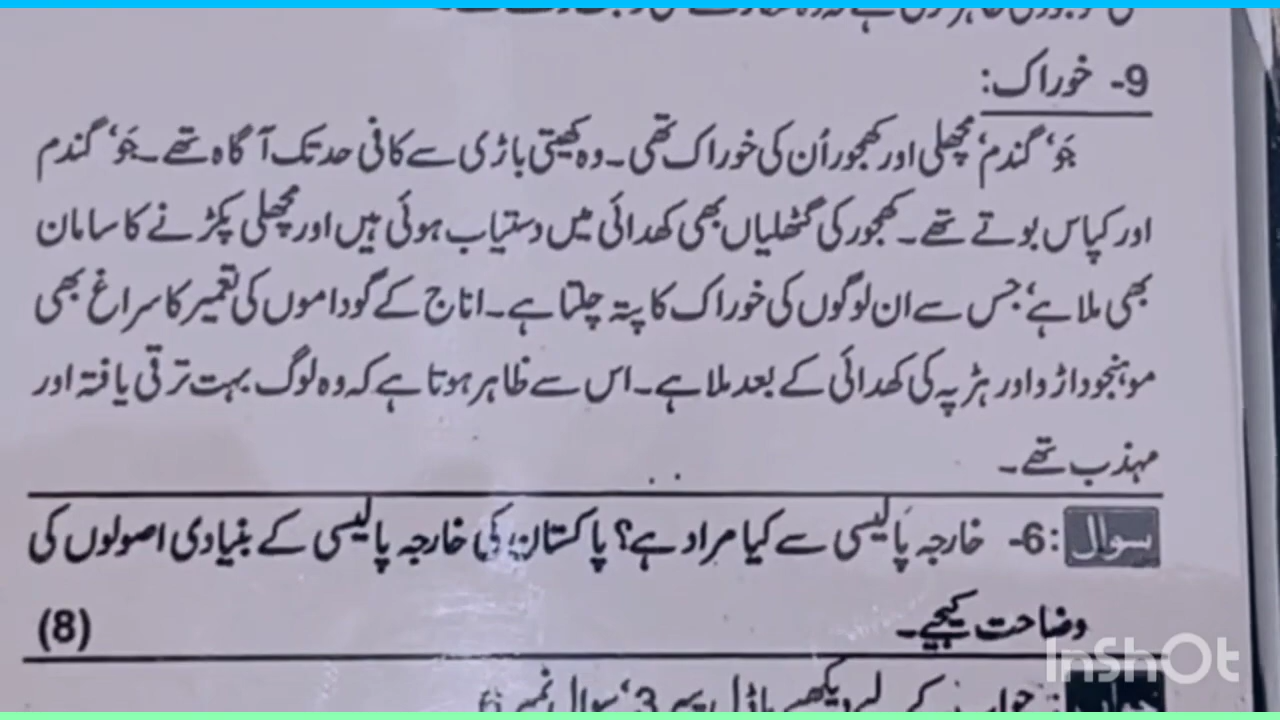 9- خوراک:
جَو، گندم، مچھلی اور کھجور اُن کی خوراک تھی۔ وہ کھیتی باڑی سے کافی حد تک آگاہ تھے۔ جَو، گندم
اور کپاس بوتے تھے۔ کھجور کی گٹھلیاں بھی کھدائی میں دستیاب ہوئی ہیں اور مچھلی پکڑنے کا سامان
بھی ملا ہے، جس سے ان لوگوں کی خوراک کا پتہ چلتا ہے۔ اناج کے گوداموں کی تعمیر کا سراغ بھی
موہنجوداڑو اور ہڑپہ کی کھدائی کے بعد ملا ہے۔ اس سے ظاہر ہوتا ہے کہ وہ لوگ بہت ترقی یافتہ اور
مہذب تھے۔
سوال :6- خارجہ پالیسی سے کیا مراد ہے؟ پاکستان کی خارجہ پالیسی کے بنیادی اصولوں کی
وضاحت کیجیے۔ (8)
InShOt